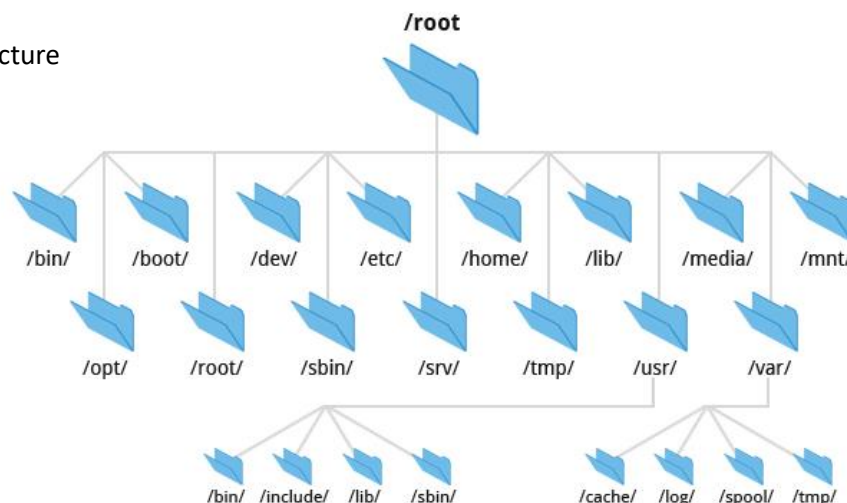 /root
cture
/bin/ /boot/ /dev/ /etc/ /home/ /lib/ /media/ /mnt/
/opt/ /root/ /sbin/ /srv/ /tmp/ /usr/ /var/
/bin/ /include/ /lib/ /sbin/ /cache/ /log/ /spool/ /tmp/